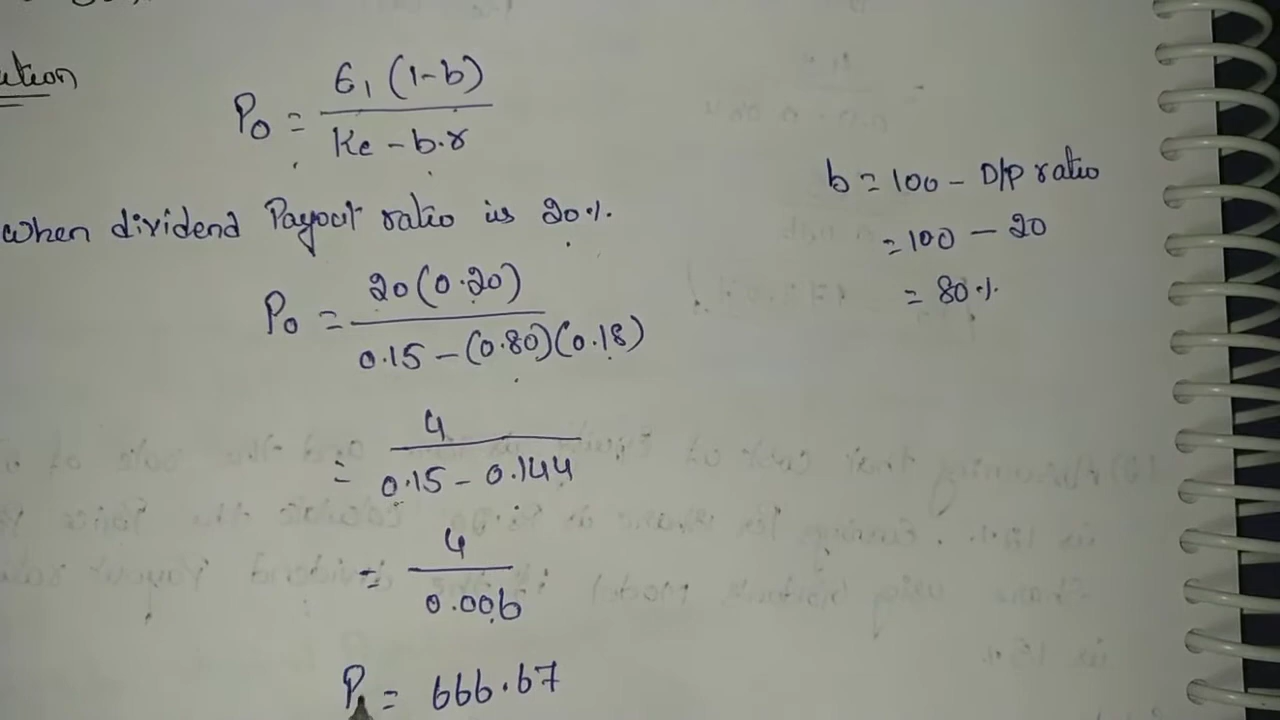 ution
P₀ = E₁ (1-b)
Ke - b.r
When dividend Payout ratio is 20%.
P₀ = 20(0.20)
0.15 - (0.80)(0.18)
= 4
0.15 - 0.144
= 4
0.006
P = 666.67
b = 100 - D/P ratio
= 100 - 20
= 80%